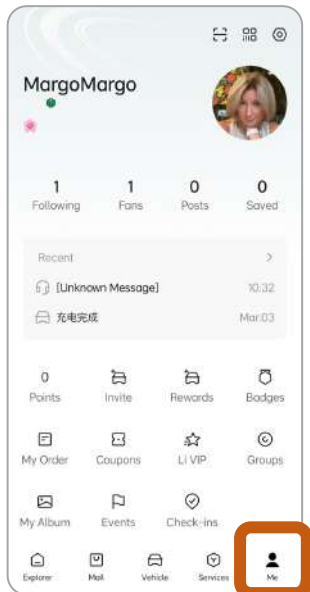 MargoMargo
1 1 0 0
Following Fans Posts Saved
Recent
[Unknown Message] 10:32
充电完成 Mar.03
0
Points Invite Rewards Badges
My Order Coupons Li VIP Groups
My Album Events Check-ins
Explorer Mall Vehicle Services Me